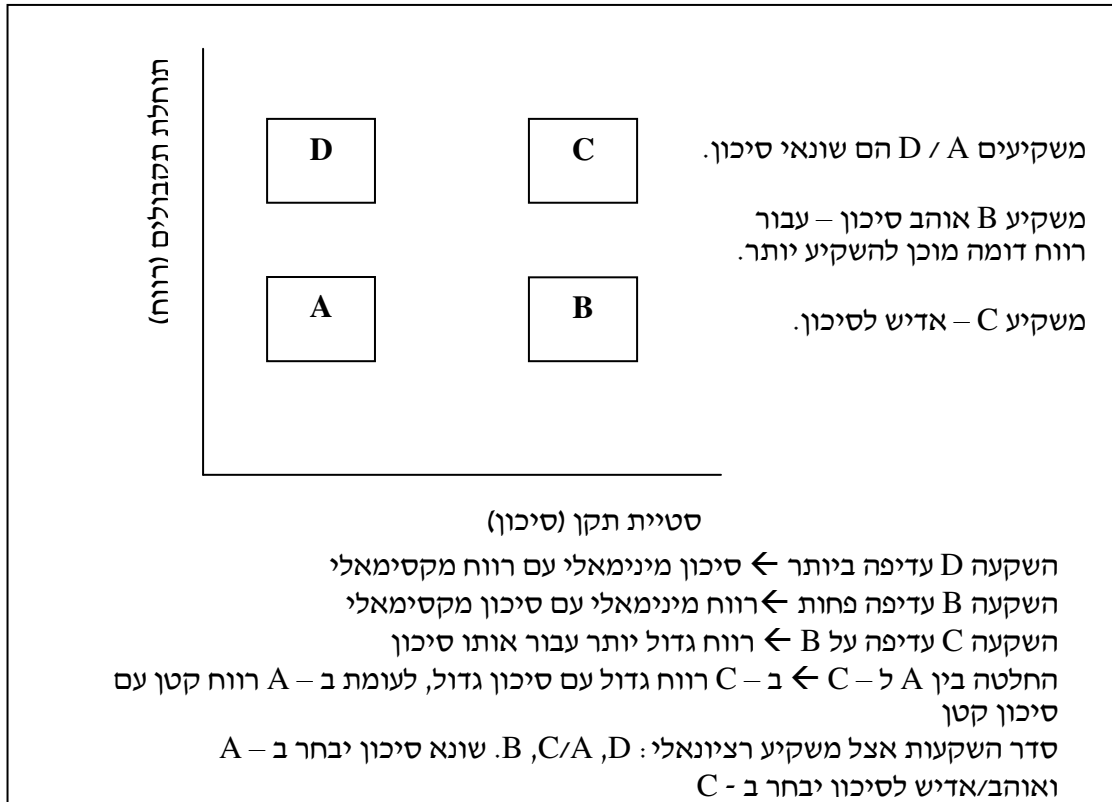 תוחלת תקבולים (רווח)
D
C
A
B
משקיעים D / A הם שונאי סיכון.
משקיע B אוהב סיכון – עבור
רווח דומה מוכן להשקיע יותר.
משקיע C – אדיש לסיכון.
סטיית תקן (סיכון)
השקעה D עדיפה ביותר ← סיכון מינימאלי עם רווח מקסימאלי
השקעה B עדיפה פחות ←רווח מינימאלי עם סיכון מקסימאלי
השקעה C עדיפה על B ← רווח גדול יותר עבור אותו סיכון
החלטה בין A ל – C ← ב – C רווח גדול עם סיכון גדול, לעומת ב – A רווח קטן עם
סיכון קטן
סדר השקעות אצל משקיע רציונאלי: D, C/A, B. שונא סיכון יבחר ב – A
ואוהב/אדיש לסיכון יבחר ב - C